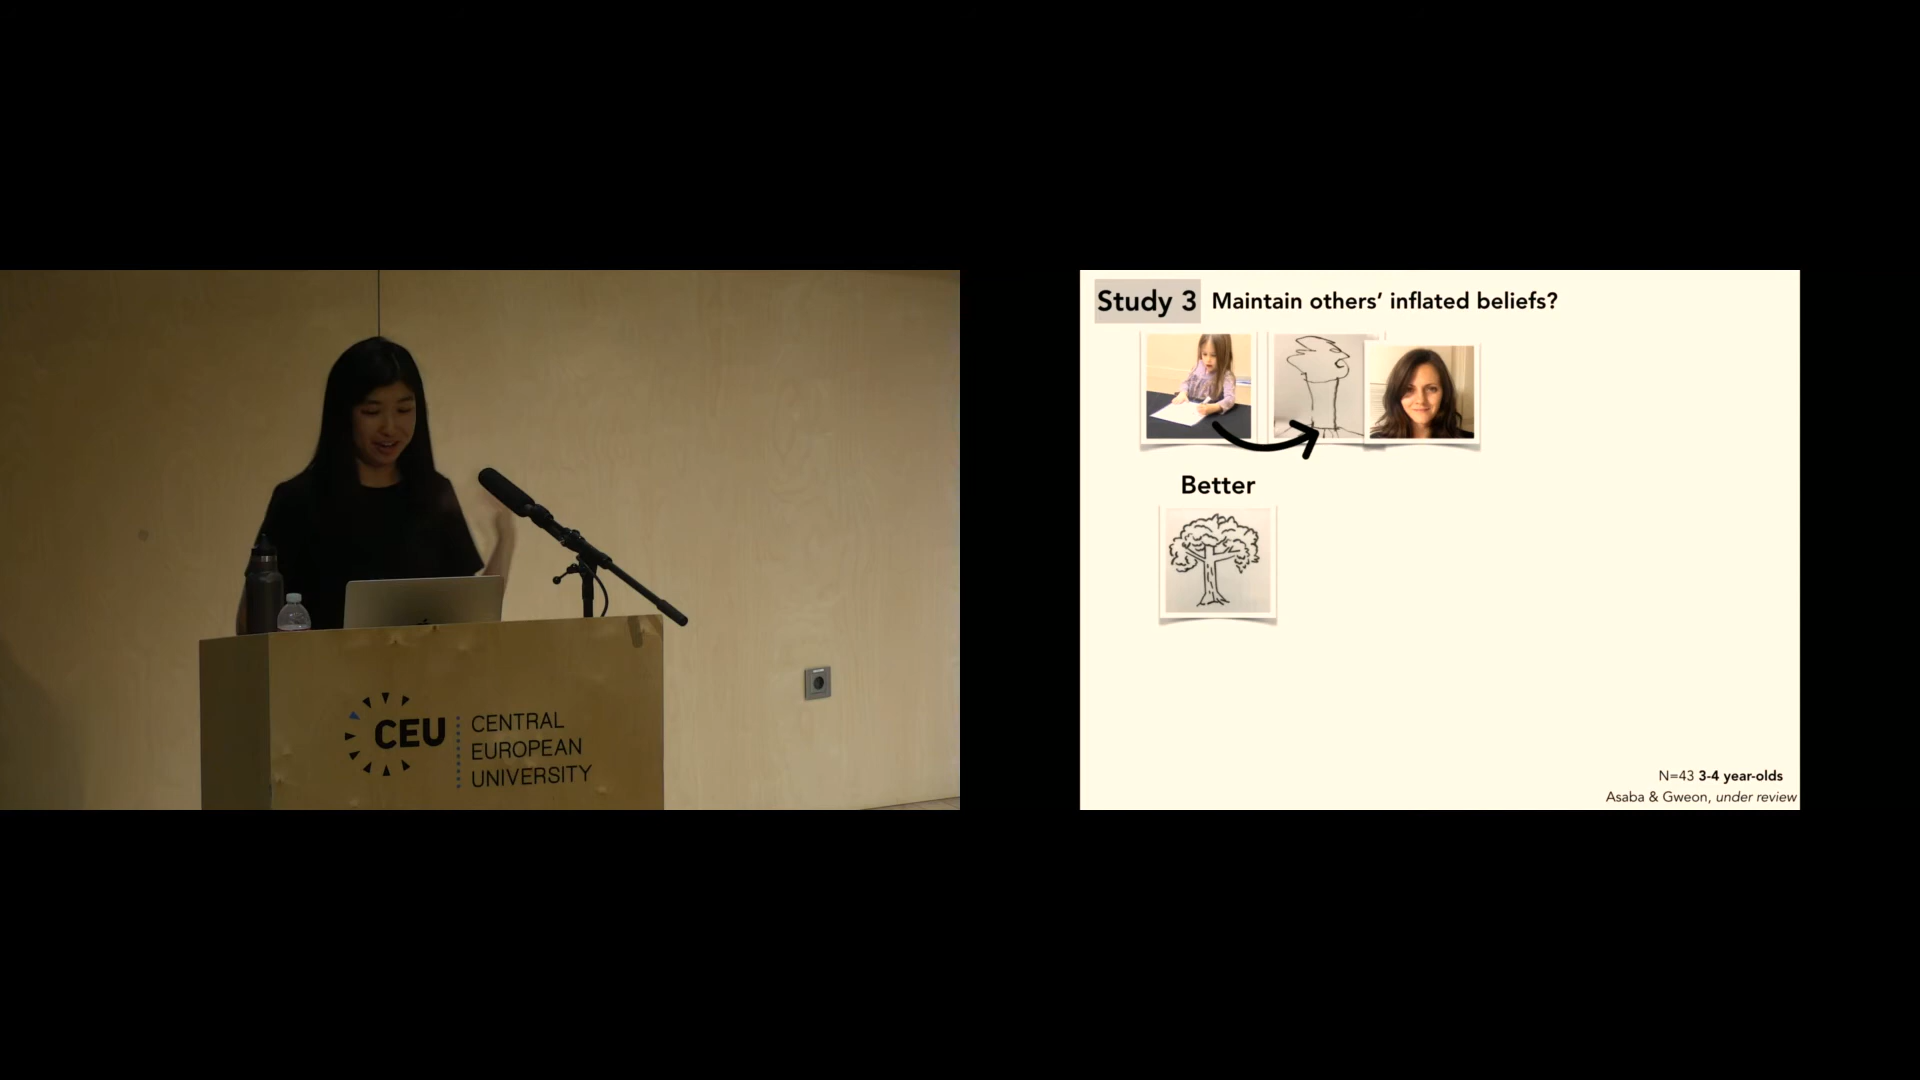 CEU
CENTRAL
EUROPEAN
UNIVERSITY
Study 3 Maintain others’ inflated beliefs?
Better
N=43 3-4 year-olds
Asaba & Gweon, under review